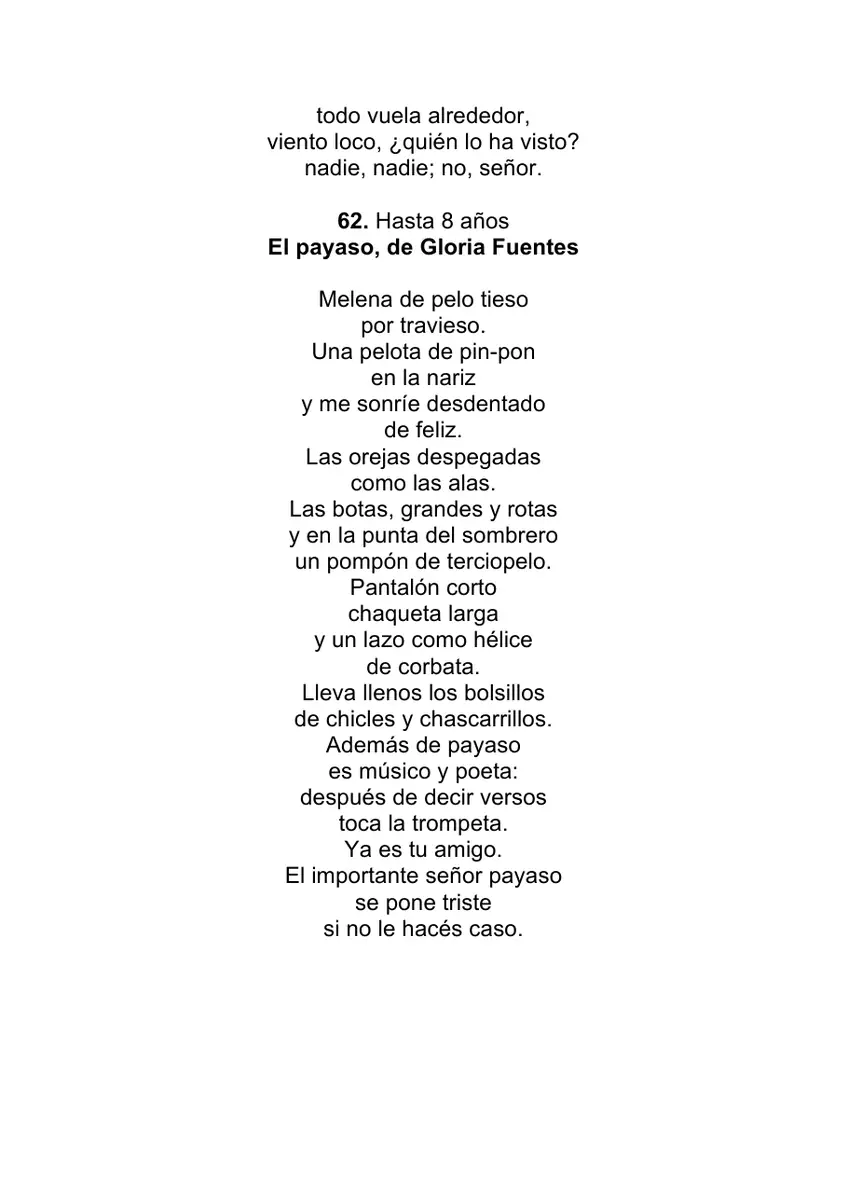 todo vuela alrededor,
viento loco, ¿quién lo ha visto?
nadie, nadie; no, señor.
62. Hasta 8 años
El payaso, de Gloria Fuentes
Melena de pelo tieso
por travieso.
Una pelota de pin-pon
en la nariz
y me sonríe desdentado
de feliz.
Las orejas despegadas
como las alas.
Las botas, grandes y rotas
y en la punta del sombrero
un pompón de terciopelo.
Pantalón corto
chaqueta larga
y un lazo como hélice
de corbata.
Lleva llenos los bolsillos
de chicles y chascarrillos.
Además de payaso
es músico y poeta:
después de decir versos
toca la trompeta.
Ya es tu amigo.
El importante señor payaso
se pone triste
si no le hacés caso.